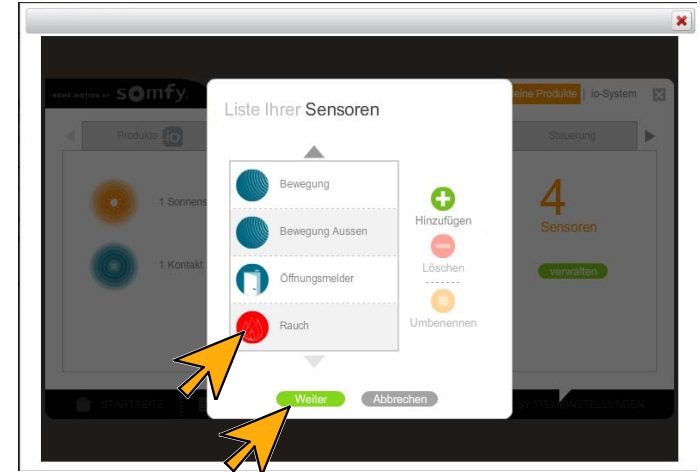 HOME MOTION by somfy.
eine Produkte | io-System
Liste Ihrer Sensoren
Produkte io
Steuerung
Bewegung
1 Sonnens
Bewegung Aussen
Hinzufügen
4
Sensoren
1 Kontakt
Öffnungsmelder
Löschen
verwalten
Rauch
Umbenennen
Weiter
Abbrechen
STARTSEITE
SYSTEMEINSTELLUNGEN